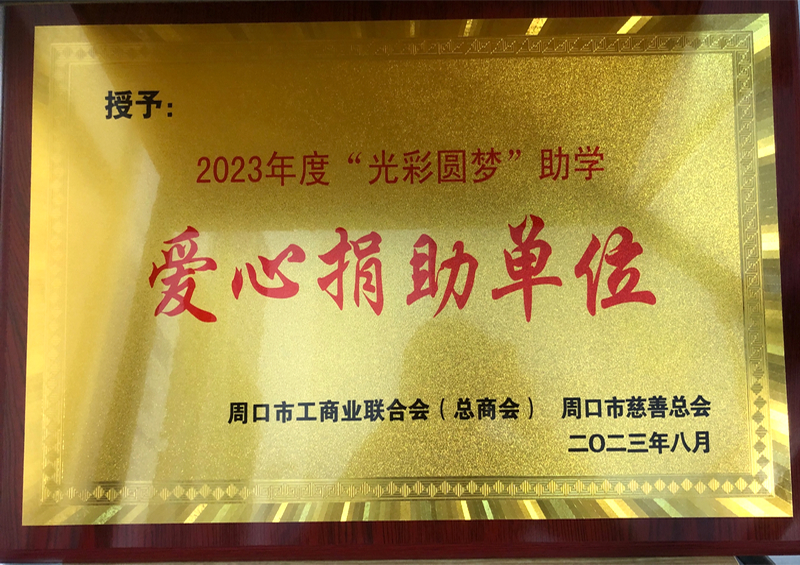 授予：
2023年度“光彩圆梦”助学
爱心捐助单位
周口市工商业联合会（总商会） 周口市慈善总会
二〇二三年八月